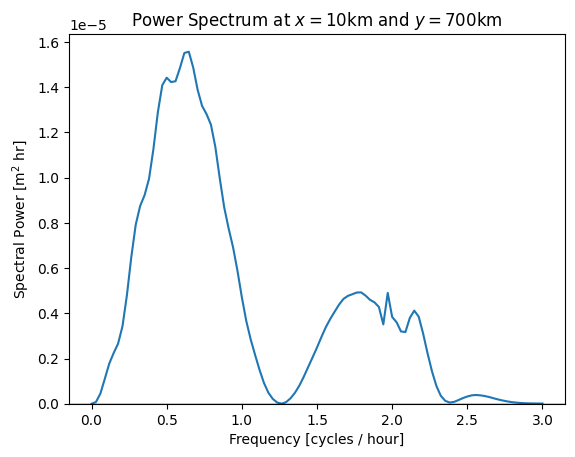 Power Spectrum at x = 10km and y = 700km
1e−5
1.6
1.4
1.2
1.0
0.8
0.6
0.4
0.2
0.0
Spectral Power [m² hr]
0.0 0.5 1.0 1.5 2.0 2.5 3.0
Frequency [cycles / hour]